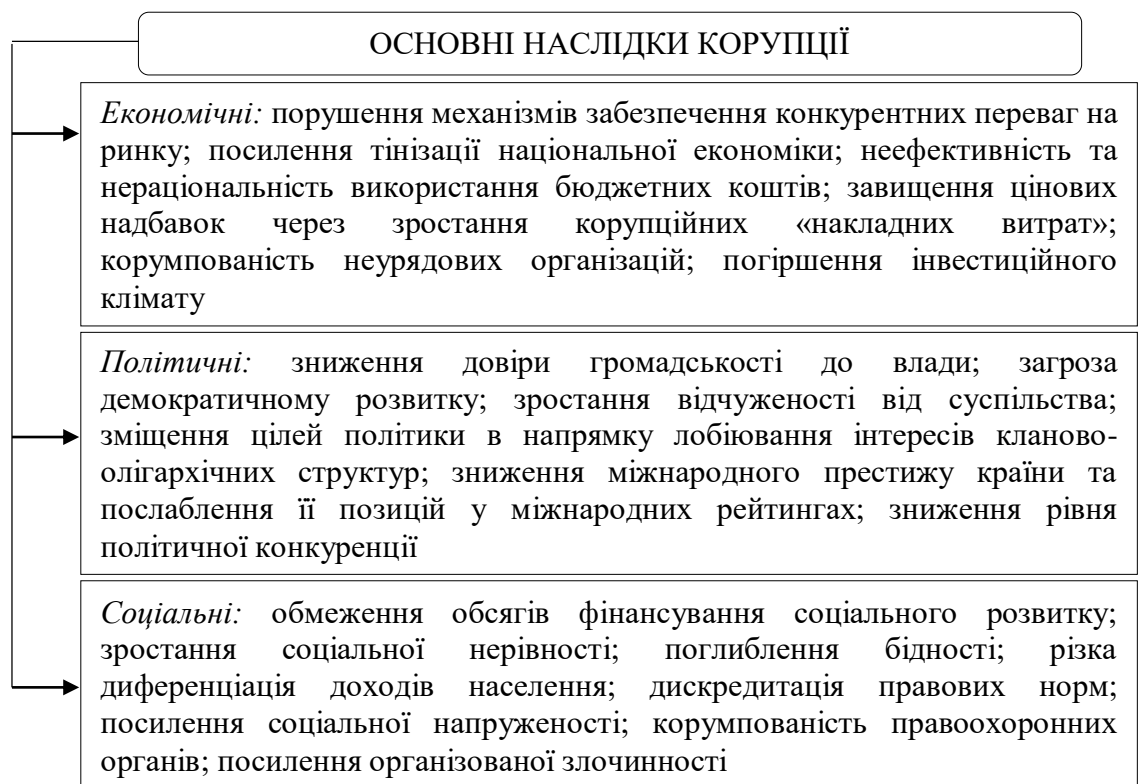 ОСНОВНІ НАСЛІДКИ КОРУПЦІЇ
Економічні: порушення механізмів забезпечення конкурентних переваг на
ринку; посилення тінізації національної економіки; неефективність та
нераціональність використання бюджетних коштів; завищення цінових
надбавок через зростання корупційних «накладних витрат»;
корумпованість неурядових організацій; погіршення інвестиційного
клімату
Політичні: зниження довіри громадськості до влади; загроза
демократичному розвитку; зростання відчуженості від суспільства;
зміщення цілей політики в напрямку лобіювання інтересів кланово-
олігархічних структур; зниження міжнародного престижу країни та
послаблення її позицій у міжнародних рейтингах; зниження рівня
політичної конкуренції
Соціальні: обмеження обсягів фінансування соціального розвитку;
зростання соціальної нерівності; поглиблення бідності; різка
диференціація доходів населення; дискредитація правових норм;
посилення соціальної напруженості; корумпованість правоохоронних
органів; посилення організованої злочинності